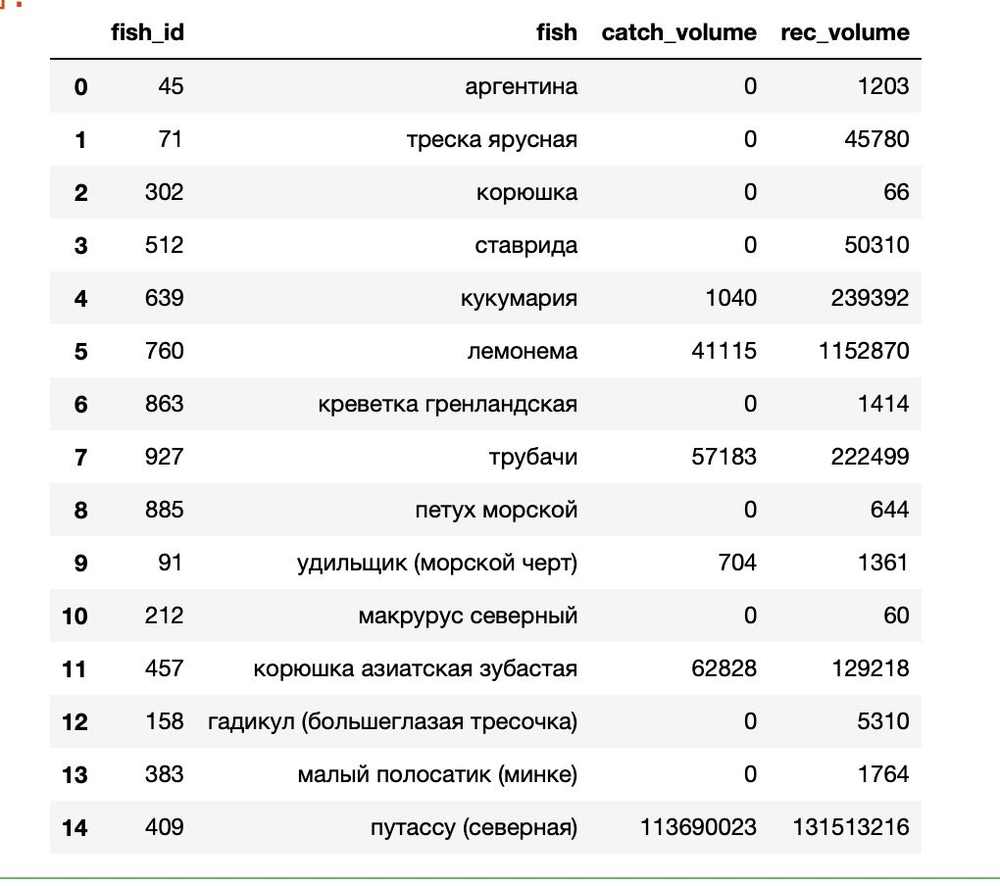 ]:
fish_id fish catch_volume rec_volume
0 45 аргентина 0 1203
1 71 треска ярусная 0 45780
2 302 корюшка 0 66
3 512 ставрида 0 50310
4 639 кукумария 1040 239392
5 760 лемонема 41115 1152870
6 863 креветка гренландская 0 1414
7 927 трубачи 57183 222499
8 885 петух морской 0 644
9 91 удильщик (морской черт) 704 1361
10 212 макрурус северный 0 60
11 457 корюшка азиатская зубастая 62828 129218
12 158 гадикул (большеглазая тресочка) 0 5310
13 383 малый полосатик (минке) 0 1764
14 409 путассу (северная) 113690023 131513216